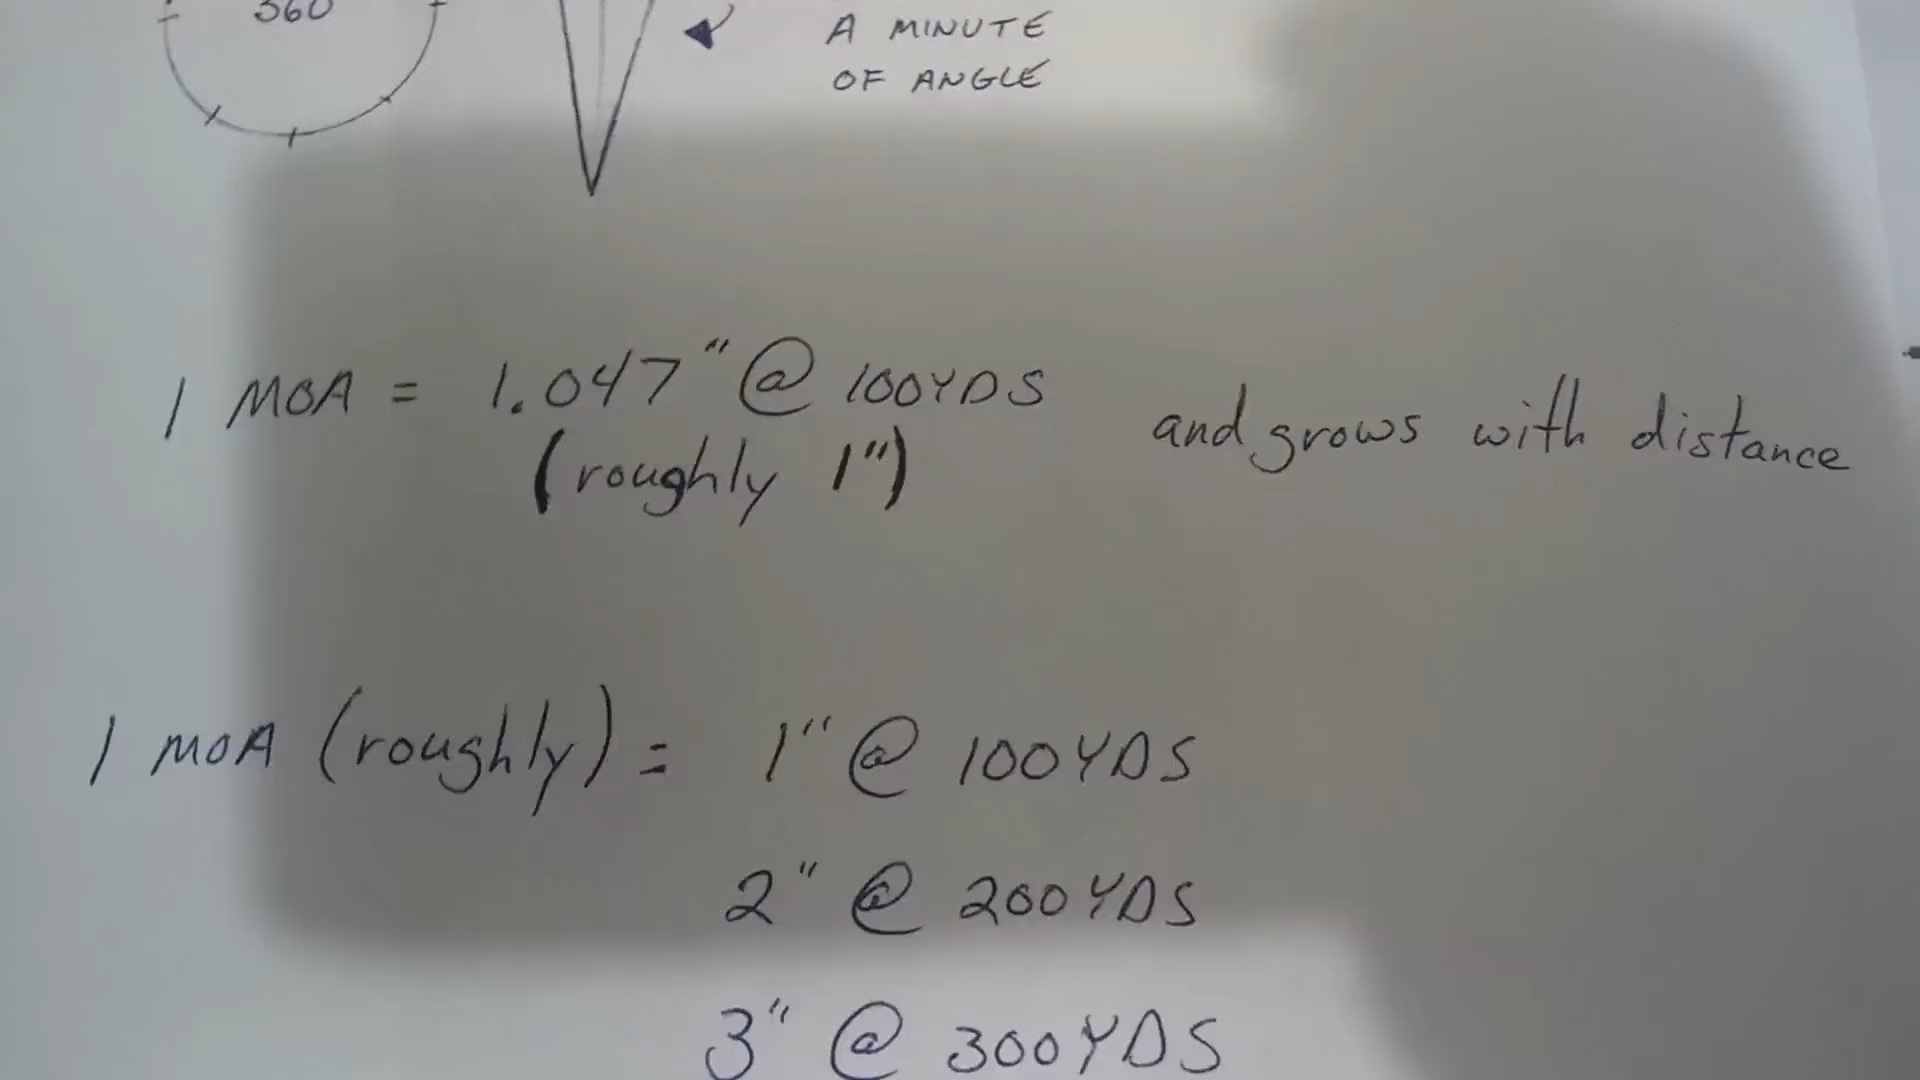 360
A MINUTE
OF ANGLE
1 MOA = 1.047" @ 100YDS and grows with distance
(roughly 1")
1 MOA (roughly) = 1" @ 100YDS
2" @ 200YDS
3" @ 300YDS